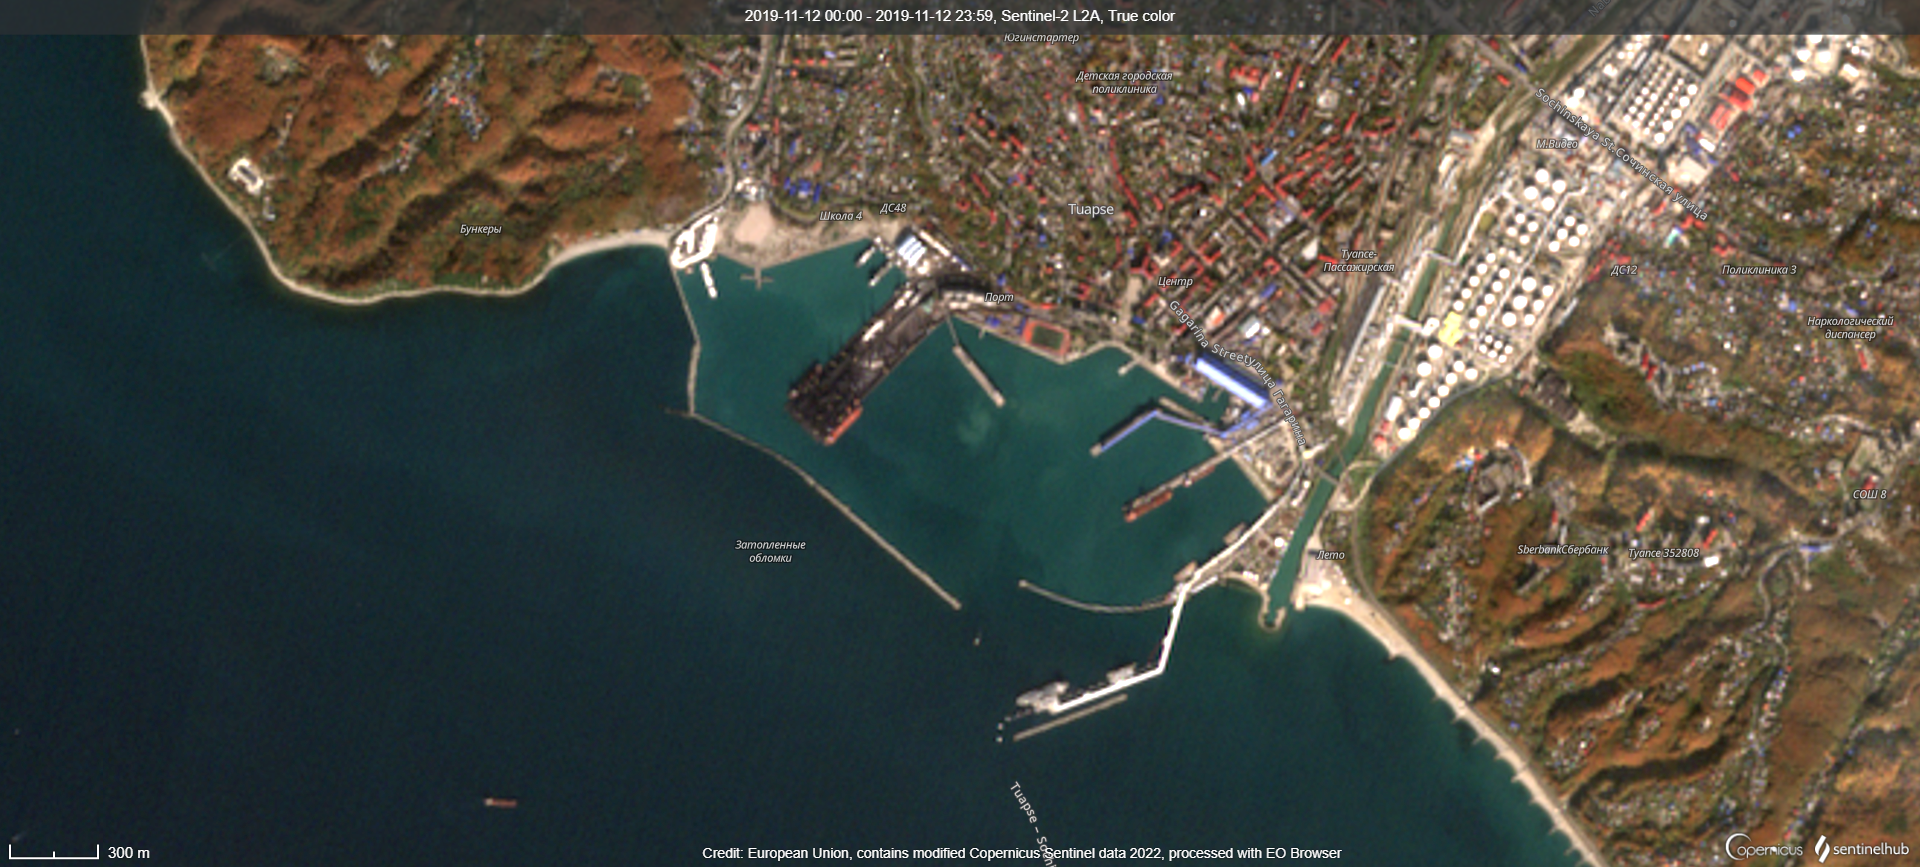 2019-11-12 00:00 - 2019-11-12 23:59, Sentinel-2 L2A, True color
Югинстартер
Детская городская
поликлиника
Sochinskaya St.Сочинская улица
М.Видео
Школа 4
ДС48
Tuapse
Бункеры
Туапсе-
Пассажирская
ДС12
Поликлиника 3
Центр
Порт
Gagarina Streetулица Гагарина
Наркологический
диспансер
СОШ 8
Затопленные
обломки
Лето
SberbankСбербанк
Туапсе 352808
Tuapse – Sochi
300 m
Credit: European Union, contains modified Copernicus Sentinel data 2022, processed with EO Browser
Copernicus
sentinelhub